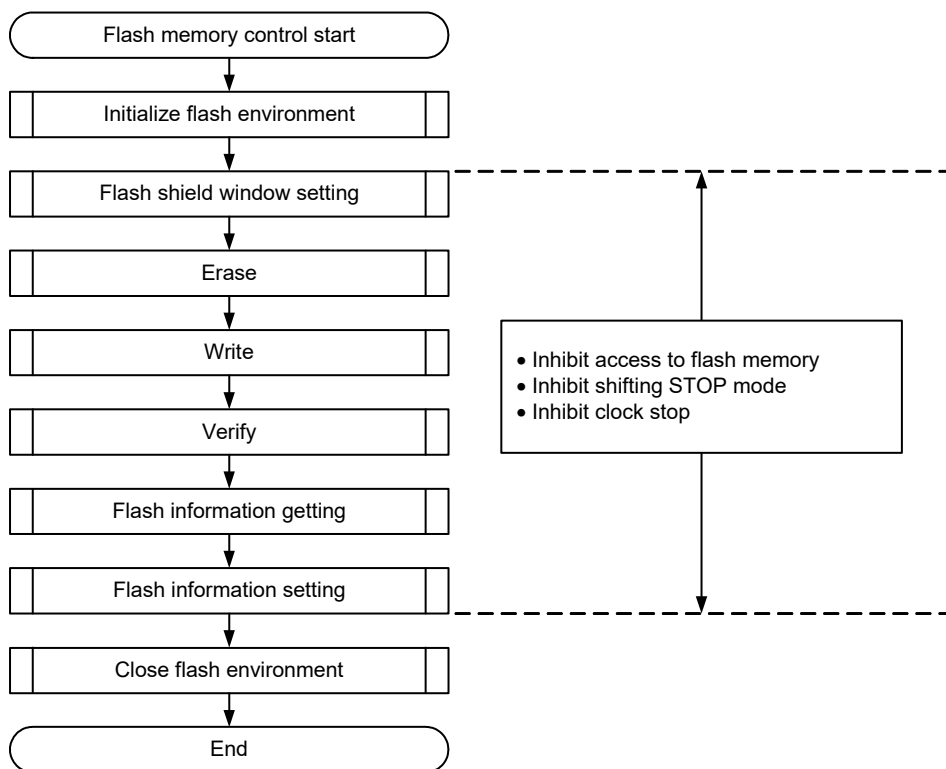 Flash memory control start
Initialize flash environment
Flash shield window setting
Erase
Write
Verify
Flash information getting
Flash information setting
Close flash environment
End
• Inhibit access to flash memory
• Inhibit shifting STOP mode
• Inhibit clock stop